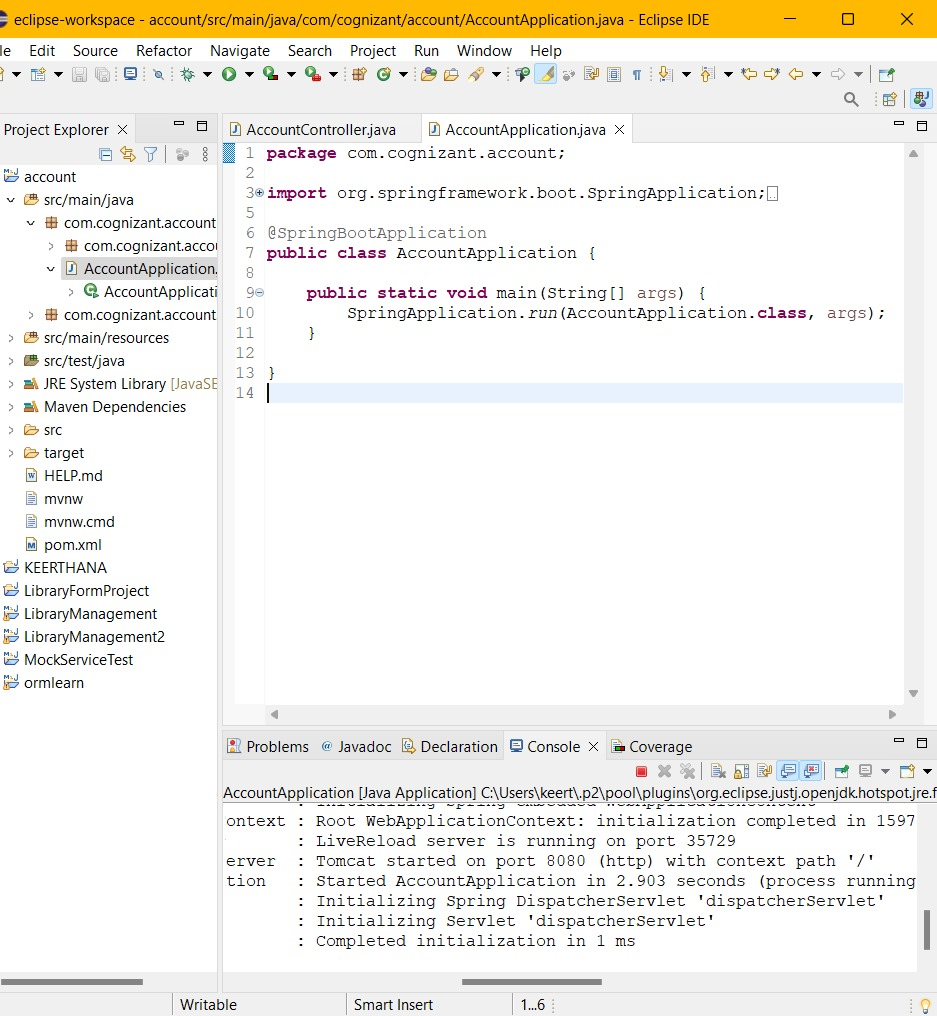 eclipse-workspace - account/src/main/java/com/cognizant/account/AccountApplication.java - Eclipse IDE
le Edit Source Refactor Navigate Search Project Run Window Help
Project Explorer
account
src/main/java
com.cognizant.account
com.cognizant.acco
AccountApplication.
AccountApplicati
com.cognizant.account
src/main/resources
src/test/java
JRE System Library [JavaSE
Maven Dependencies
src
target
HELP.md
mvnw
mvnw.cmd
pom.xml
KEERTHANA
LibraryFormProject
LibraryManagement
LibraryManagement2
MockServiceTest
ormlearn
AccountController.java AccountApplication.java
1 package com.cognizant.account;
2
3 import org.springframework.boot.SpringApplication;
5
6 @SpringBootApplication
7 public class AccountApplication {
8
9 public static void main(String[] args) {
10 SpringApplication.run(AccountApplication.class, args);
11 }
12
13 }
14
Problems @ Javadoc Declaration Console Coverage
AccountApplication [Java Application] C:\Users\keert\.p2\pool\plugins\org.eclipse.justj.openjdk.hotspot.jre.f
: Initializing Spring embedded WebApplicationContext
ontext : Root WebApplicationContext: initialization completed in 1597
: LiveReload server is running on port 35729
erver : Tomcat started on port 8080 (http) with context path '/'
tion : Started AccountApplication in 2.903 seconds (process running
: Initializing Spring DispatcherServlet 'dispatcherServlet'
: Initializing Servlet 'dispatcherServlet'
: Completed initialization in 1 ms
Writable Smart Insert 1...6